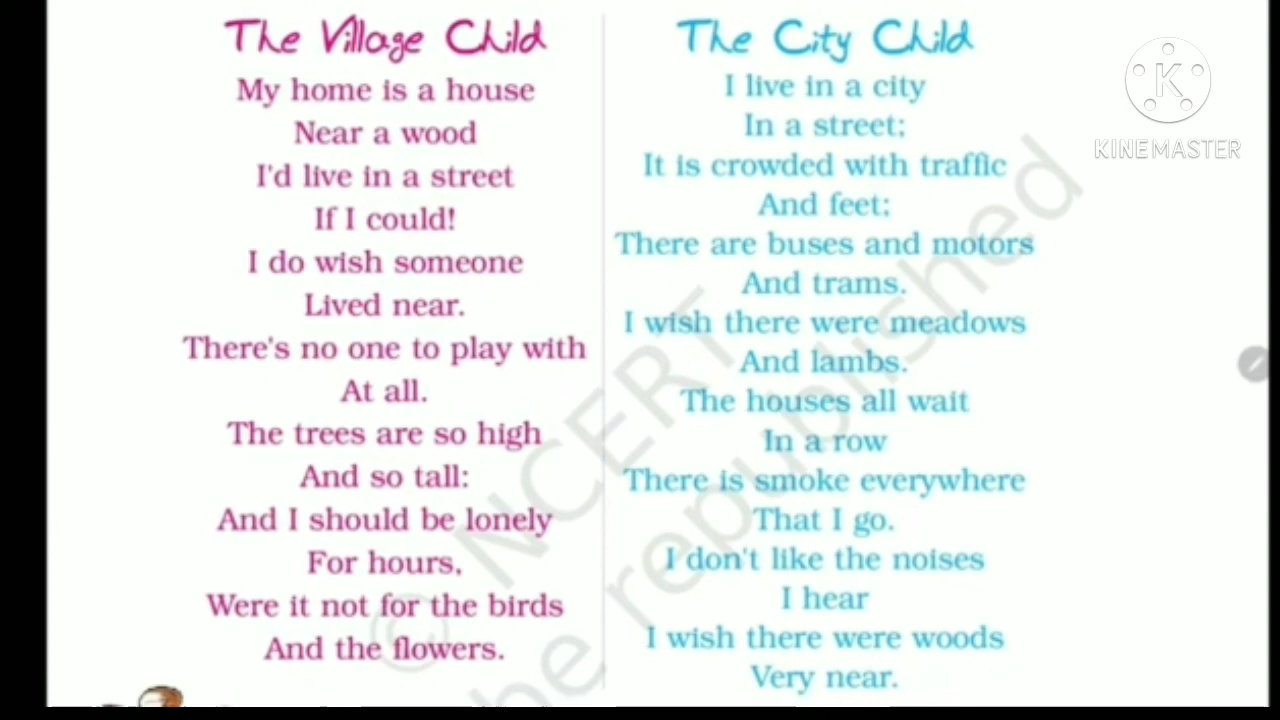 The Village Child
My home is a house
Near a wood
I'd live in a street
If I could!
I do wish someone
Lived near.
There's no one to play with
At all.
The trees are so high
And so tall:
And I should be lonely
For hours,
Were it not for the birds
And the flowers.
The City Child
I live in a city
In a street;
It is crowded with traffic
And feet;
There are buses and motors
And trams.
I wish there were meadows
And lambs.
The houses all wait
In a row
There is smoke everywhere
That I go.
I don't like the noises
I hear
I wish there were woods
Very near.
K
KINEMASTER
© NCERT
be republished